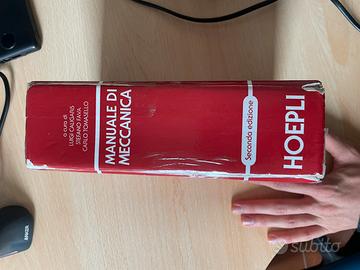 a cura di
LUIGI CALIGARIS
STEFANO FAVA
CARLO TOMASELLO
MANUALE DI
MECCANICA
Seconda edizione
HOEPLI
subito